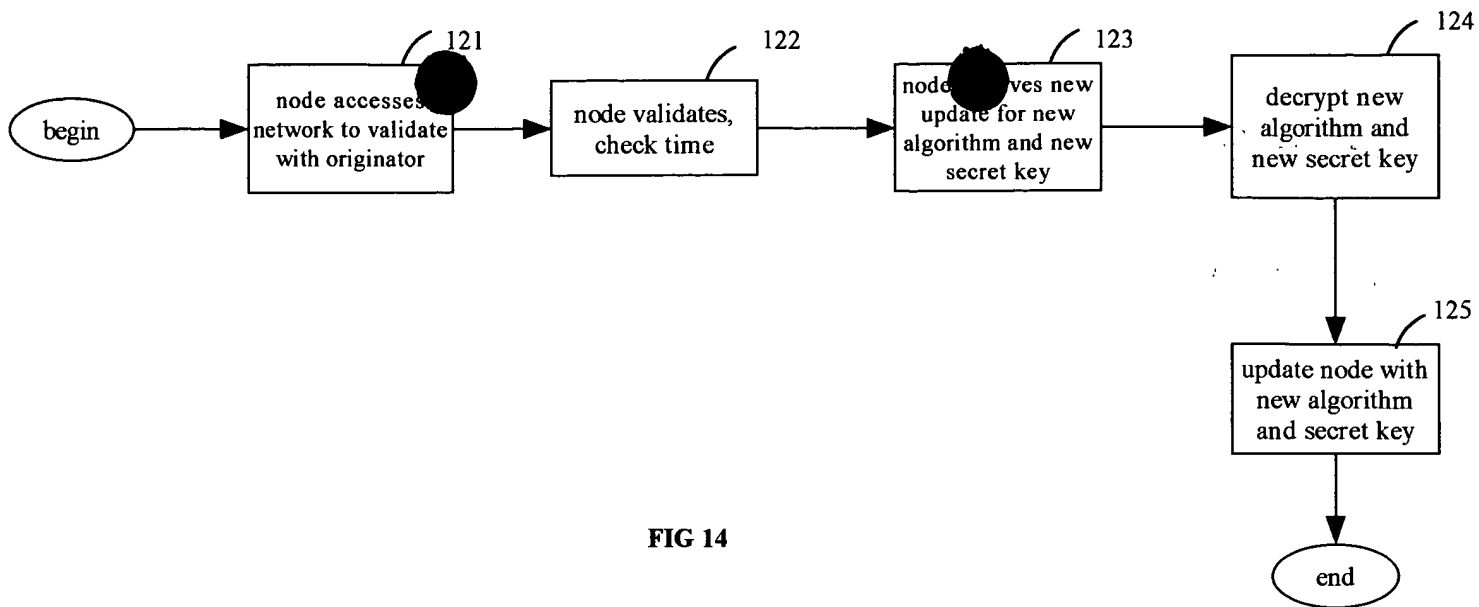 121
122
123
124
begin
node accesses
network to validate
with originator
node validates,
check time
node ves new
update for new
algorithm and new
secret key
decrypt new
algorithm and
new secret key
125
update node with
new algorithm
and secret key
FIG 14
end